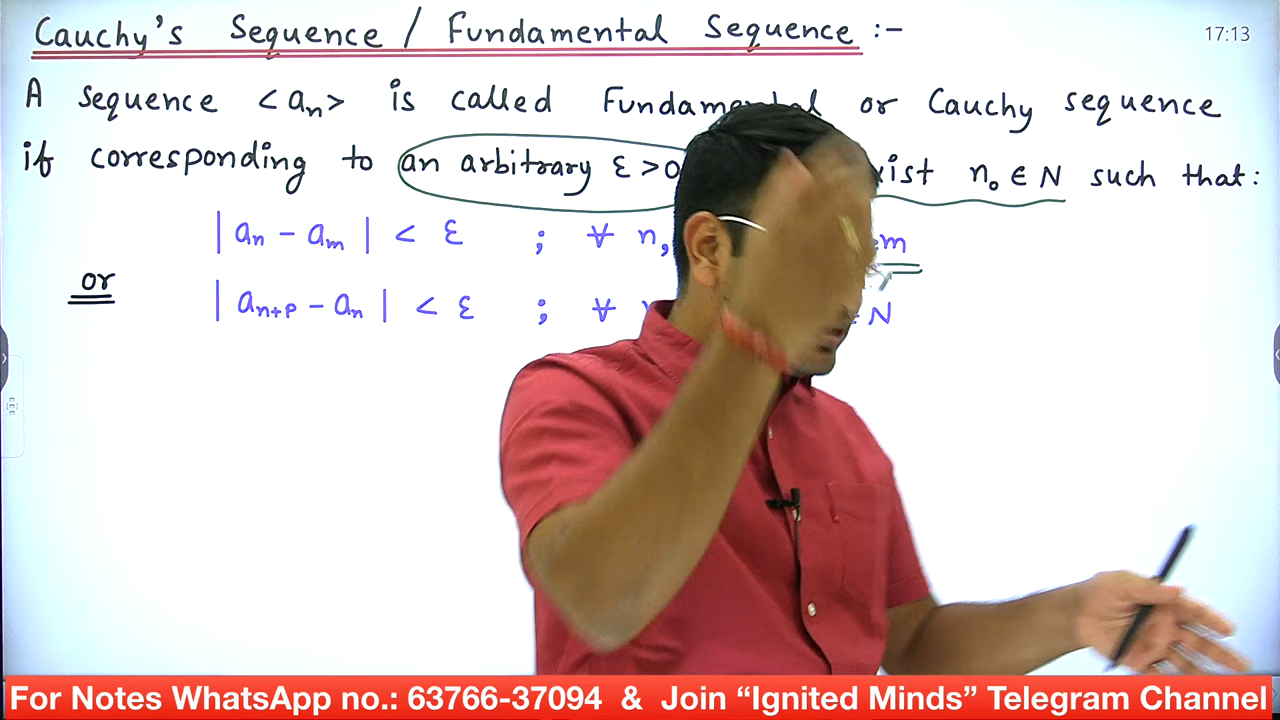 Cauchy's Sequence / Fundamental Sequence :-
17:13
A sequence <aₙ> is called Fundamental or Cauchy sequence
if corresponding to an arbitrary ε > 0 n₀ ∈ N such that:
| aₙ - aₘ | < ε ; ∀ n,
or
| aₙ₊ₚ - aₙ | < ε ; ∀ N
For Notes WhatsApp no.: 63766-37094 & Join “Ignited Minds” Telegram Channel